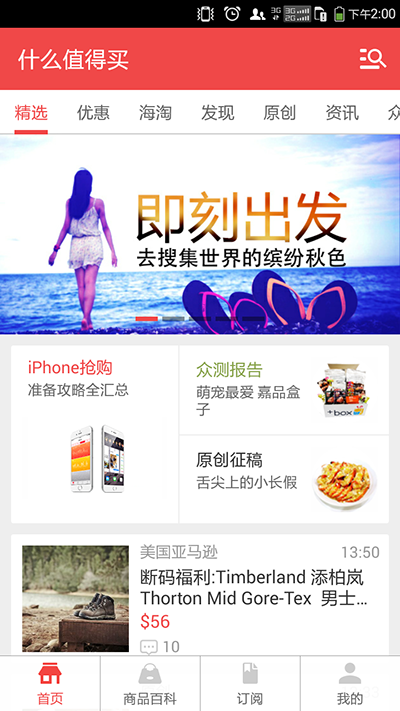 3G 3G 2G 下午2:00
什么值得买
精选 优惠 海淘 发现 原创 资讯
即刻出发
去搜集世界的缤纷秋色
iPhone抢购
准备攻略全汇总
众测报告
萌宠最爱 嘉品盒
子
+box
原创征稿
舌尖上的小长假
美国亚马逊 13:50
断码福利:Timberland 添柏岚
Thorton Mid Gore-Tex 男士…
$56
10
首页 商品百科 订阅 我的